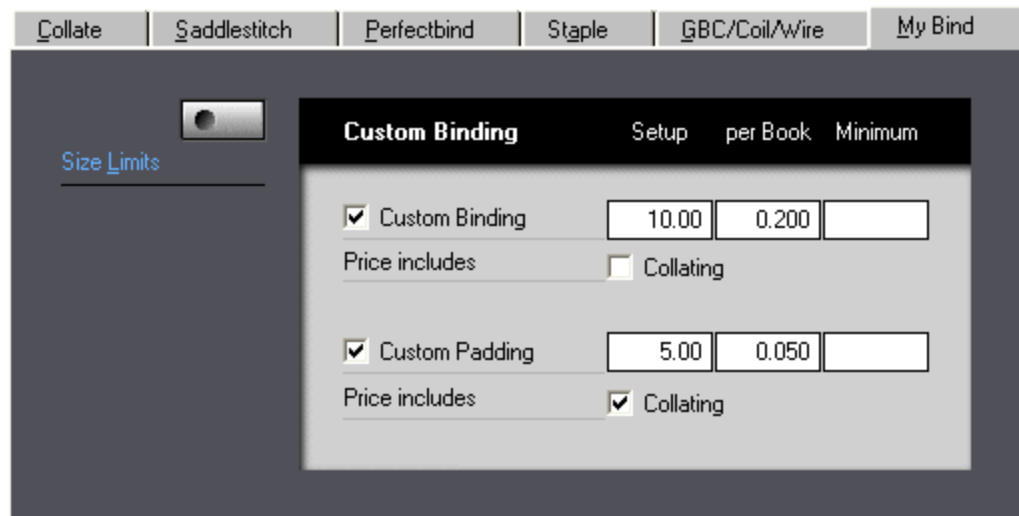 Collate Saddlestitch Perfectbind Staple GBC/Coil/Wire My Bind
Size Limits
Custom Binding Setup per Book Minimum
Custom Binding 10.00 0.200
Price includes Collating
Custom Padding 5.00 0.050
Price includes Collating